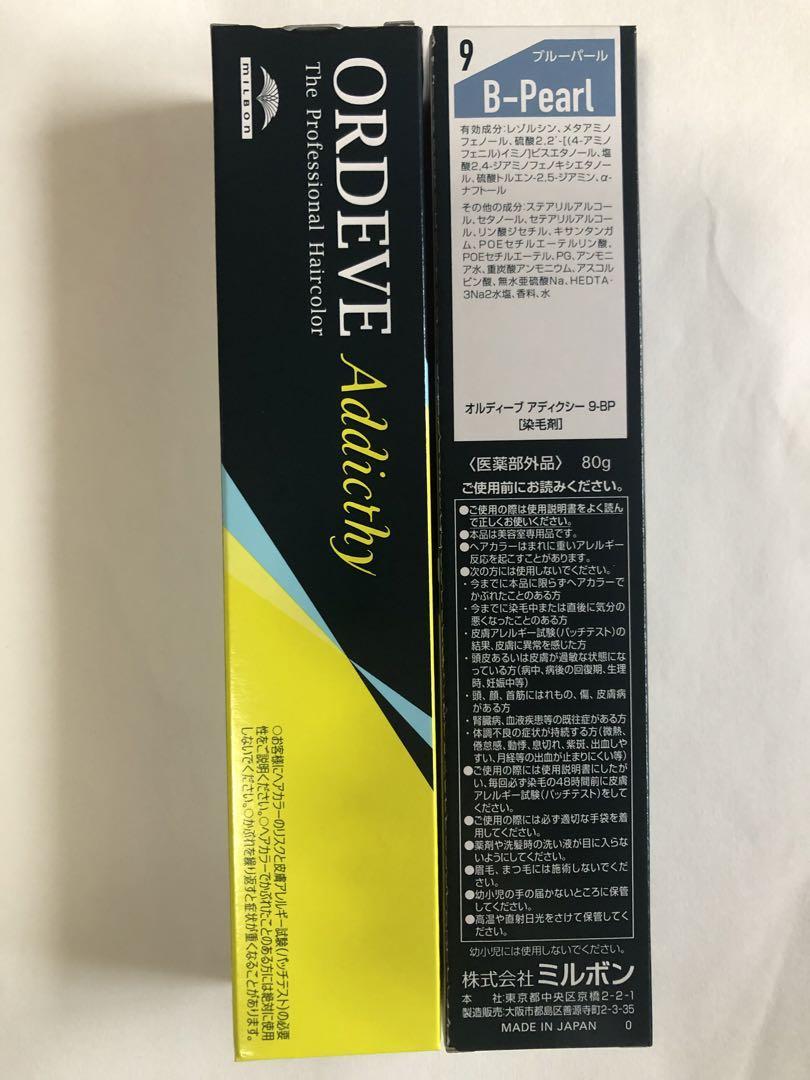 milbon
ORDEVE Addicthy
The Professional Haircolor
○お客様にヘアカラーのリスクと皮膚アレルギー試験(パッチテスト)の必要
性をご説明ください。○ヘアカラーでかぶれたことのある方には絶対に使用
しないでください。○かぶれを繰り返すと症状が重くなることがあります。
9
ブルーパール
B-Pearl
有効成分:レゾルシン、メタアミノ
フェノール、硫酸2,2'-[(4-アミノ
フェニル)イミノ]ビスエタノール、塩
酸2,4-ジアミノフェノキシエタノー
ル、硫酸トルエン-2,5-ジアミン、α-
ナフトール
その他の成分:ステアリルアルコー
ル、セタノール、セテアリルアルコー
ル、リン酸ジセチル、キサンタンガ
ム、POEセチルエーテルリン酸、
POEセチルエーテル、PG、アンモニ
ア水、重炭酸アンモニウム、アスコル
ビン酸、無水亜硫酸Na、HEDTA・
3Na2水塩、香料、水
オルディーブ アディクシー 9-BP
[染毛剤]
〈医薬部外品〉 80g
ご使用前にお読みください。
●ご使用の際は使用説明書をよく読ん
で正しくお使いください。
●本品は美容室専用品です。
●ヘアカラーはまれに重いアレルギー
反応を起こすことがあります。
●次の方には使用しないでください。
・今までに本品に限らずヘアカラーで
かぶれたことのある方
・今までに染毛中または直後に気分の
悪くなったことのある方
・皮膚アレルギー試験(パッチテスト)の
結果、皮膚に異常を感じた方
・頭皮あるいは皮膚が過敏な状態にな
っている方(病中、病後の回復期、生理
時、妊娠中等)
・頭、顔、首筋にはれもの、傷、皮膚病
がある方
・腎臓病、血液疾患等の既往症がある方
・体調不良の症状が持続する方(微熱、
倦怠感、動悸、息切れ、紫斑、出血しや
すい、月経等の出血が止まりにくい等)
●ご使用の際には使用説明書にしたが
い、毎回必ず染毛の48時間前に皮膚
アレルギー試験(パッチテスト)をして
ください。
●ご使用の際には必ず適切な手袋を着
用してください。
●薬剤や洗髪時の洗い液が目に入らな
いようにしてください。
●眉毛、まつ毛には施術しないでくだ
さい。
●幼小児の手の届かないところに保管
してください。
●高温や直射日光をさけて保管してく
ださい。
幼小児には使用しないでください。
株式会社ミルボン
本 社:東京都中央区京橋2-2-1
製造販売:大阪市都島区善源寺町2-3-35
MADE IN JAPAN 0